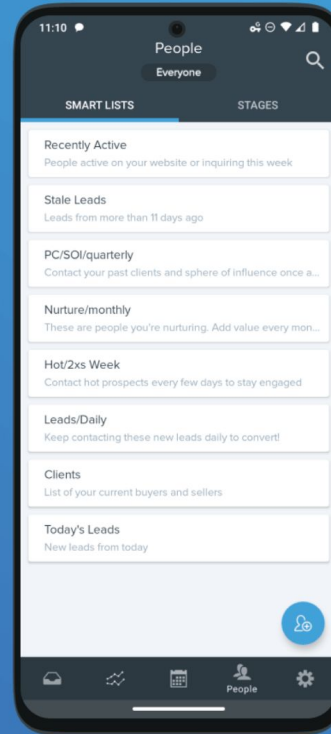 11:10
People
Everyone
SMART LISTS
STAGES
Recently Active
People active on your website or inquiring this week
Stale Leads
Leads from more than 11 days ago
PC/SOI/quarterly
Contact your past clients and sphere of influence once a...
Nurture/monthly
These are people you're nurturing. Add value every mon...
Hot/2xs Week
Contact hot prospects every few days to stay engaged
Leads/Daily
Keep contacting these new leads daily to convert!
Clients
List of your current buyers and sellers
Today's Leads
New leads from today
People